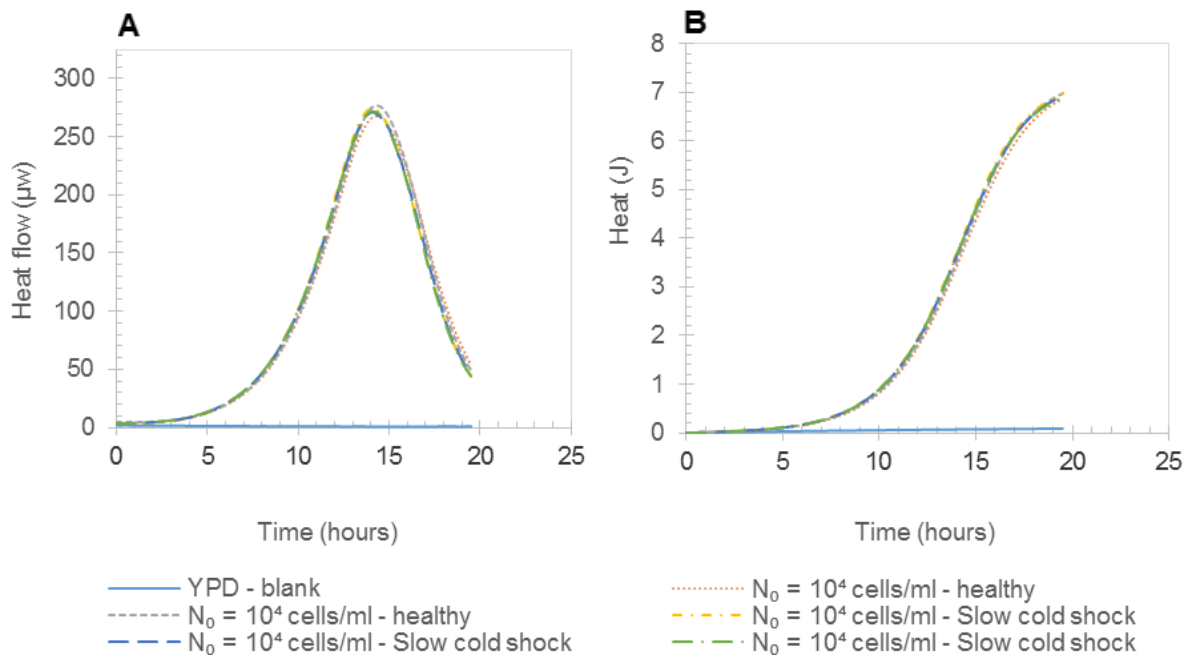 A
Heat flow (µw)
300
250
200
150
100
50
0
0 5 10 15 20 25
Time (hours)
B
Heat (J)
8
7
6
5
4
3
2
1
0
0 5 10 15 20 25
Time (hours)
YPD - blank
N₀ = 10⁴ cells/ml - healthy
N₀ = 10⁴ cells/ml - Slow cold shock
N₀ = 10⁴ cells/ml - healthy
N₀ = 10⁴ cells/ml - Slow cold shock
N₀ = 10⁴ cells/ml - Slow cold shock